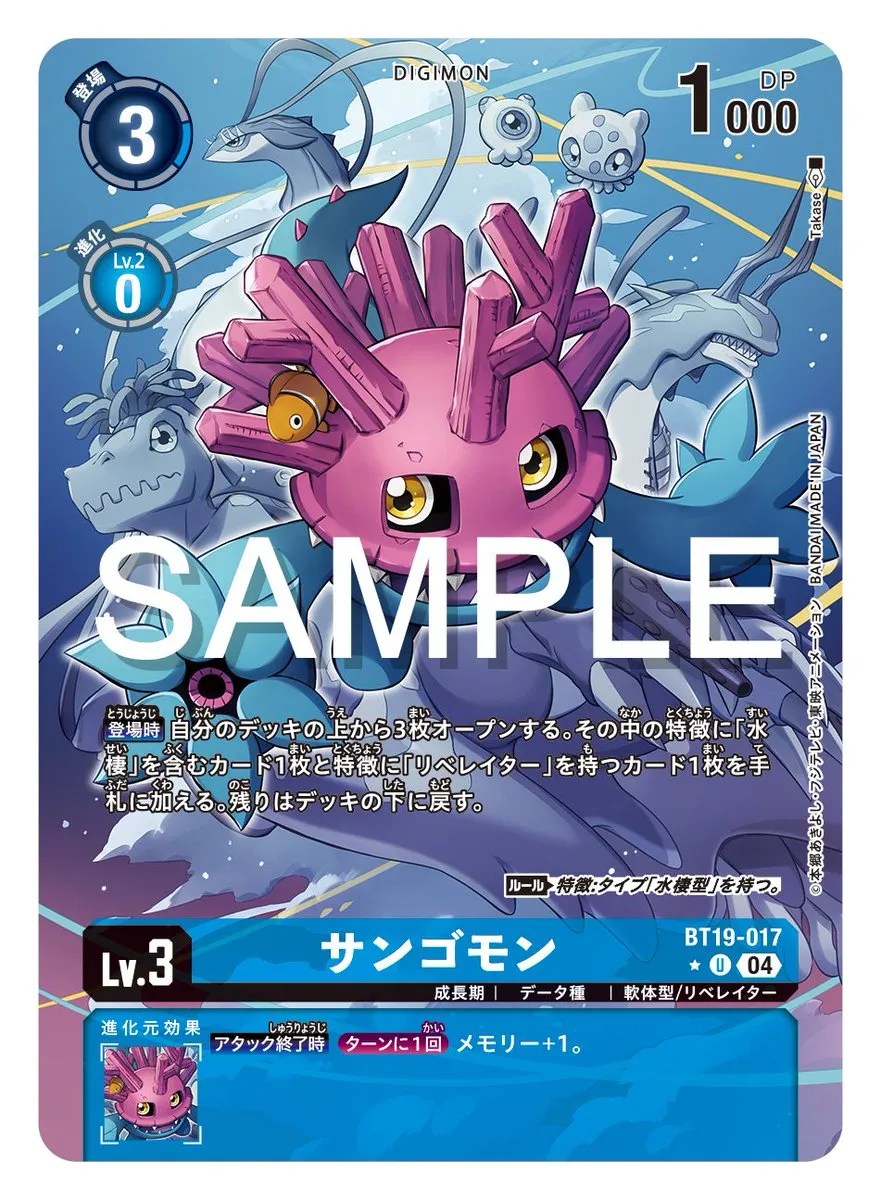 登場
3
DIGIMON
DP
1000
進化
Lv.2
0
Takase
©本郷あきよし・フジテレビ・東映アニメーション BANDAI MADE IN JAPAN
SAMPLE
登場時 自分のデッキの上から3枚オープンする。その中の特徴に「水
棲」を含むカード1枚と特徴に「リベレイター」を持つカード1枚を手
札に加える。残りはデッキの下に戻す。
ルール 特徴:タイプ「水棲型」を持つ。
Lv.3
サンゴモン
BT19-017
★ U 04
成長期 | データ種 | 軟体型/リベレイター
進化元効果
アタック終了時 ターンに1回 メモリー+1。